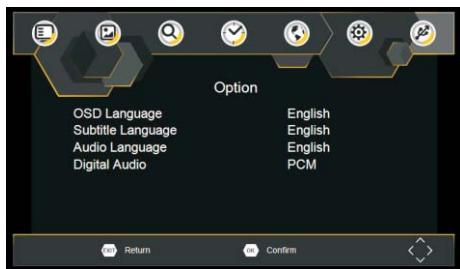 Option
OSD Language English
Subtitle Language English
Audio Language English
Digital Audio PCM
EXIT Return OK Confirm